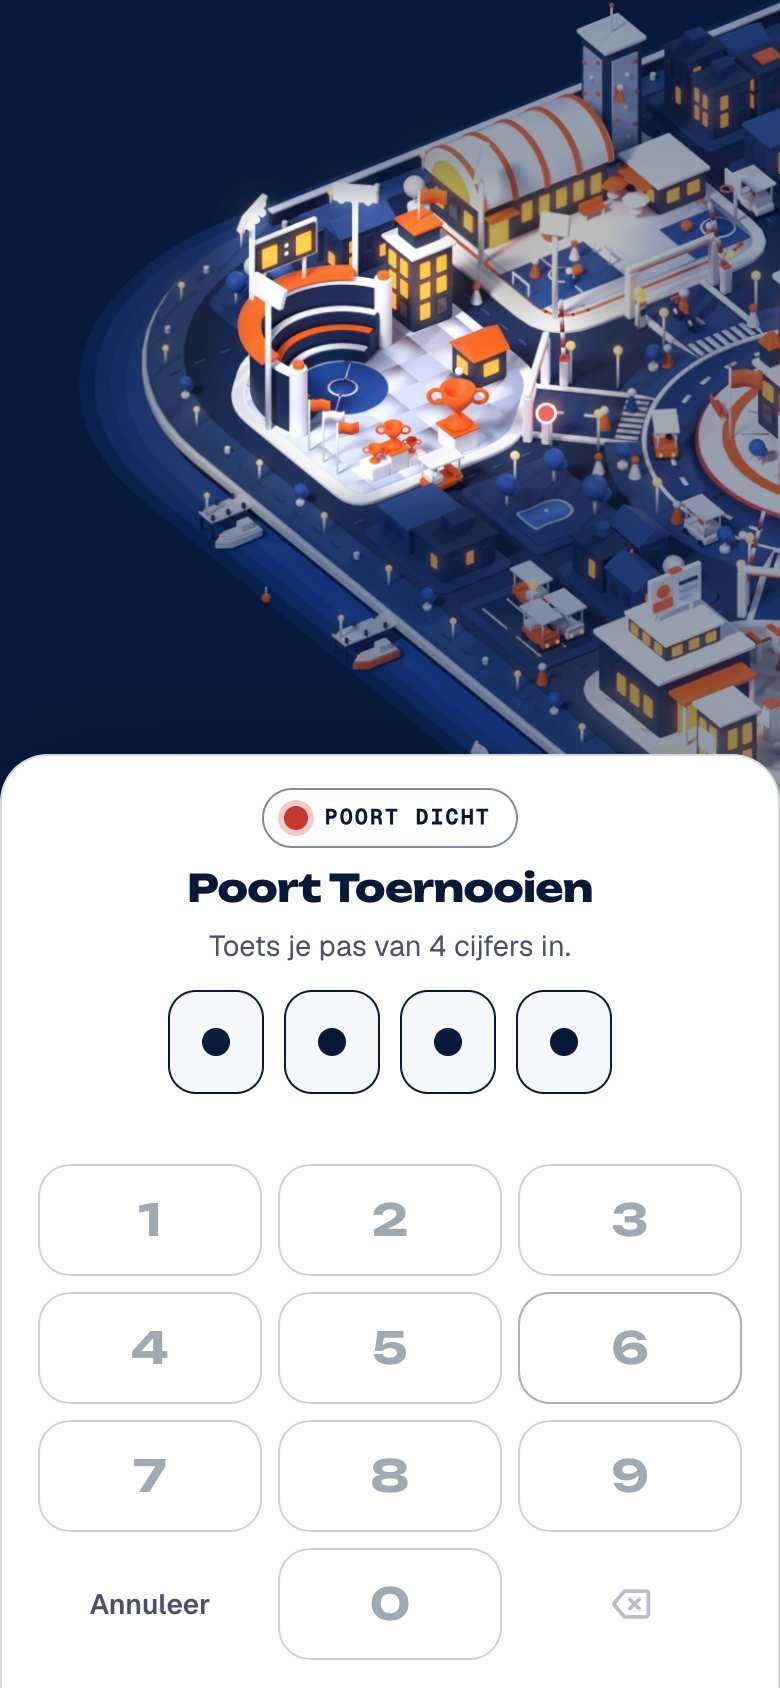 POORT DICHT
Poort Toernooien
Toets je pas van 4 cijfers in.
1 2 3
4 5 6
7 8 9
Annuleer 0